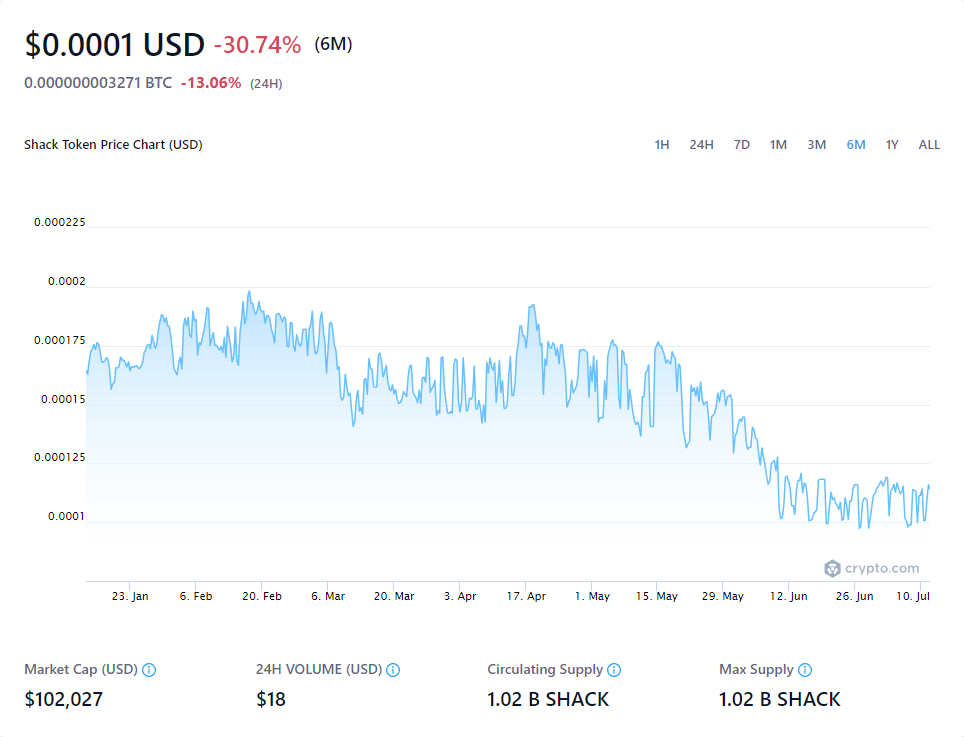 $0.0001 USD -30.74% (6M)
0.000000003271 BTC -13.06% (24H)
Shack Token Price Chart (USD) 1H 24H 7D 1M 3M 6M 1Y ALL
0.000225
0.0002
0.000175
0.00015
0.000125
0.0001
crypto.com
23. Jan 6. Feb 20. Feb 6. Mar 20. Mar 3. Apr 17. Apr 1. May 15. May 29. May 12. Jun 26. Jun 10. Jul
Market Cap (USD) 24H VOLUME (USD) Circulating Supply Max Supply
$102,027 $18 1.02 B SHACK 1.02 B SHACK